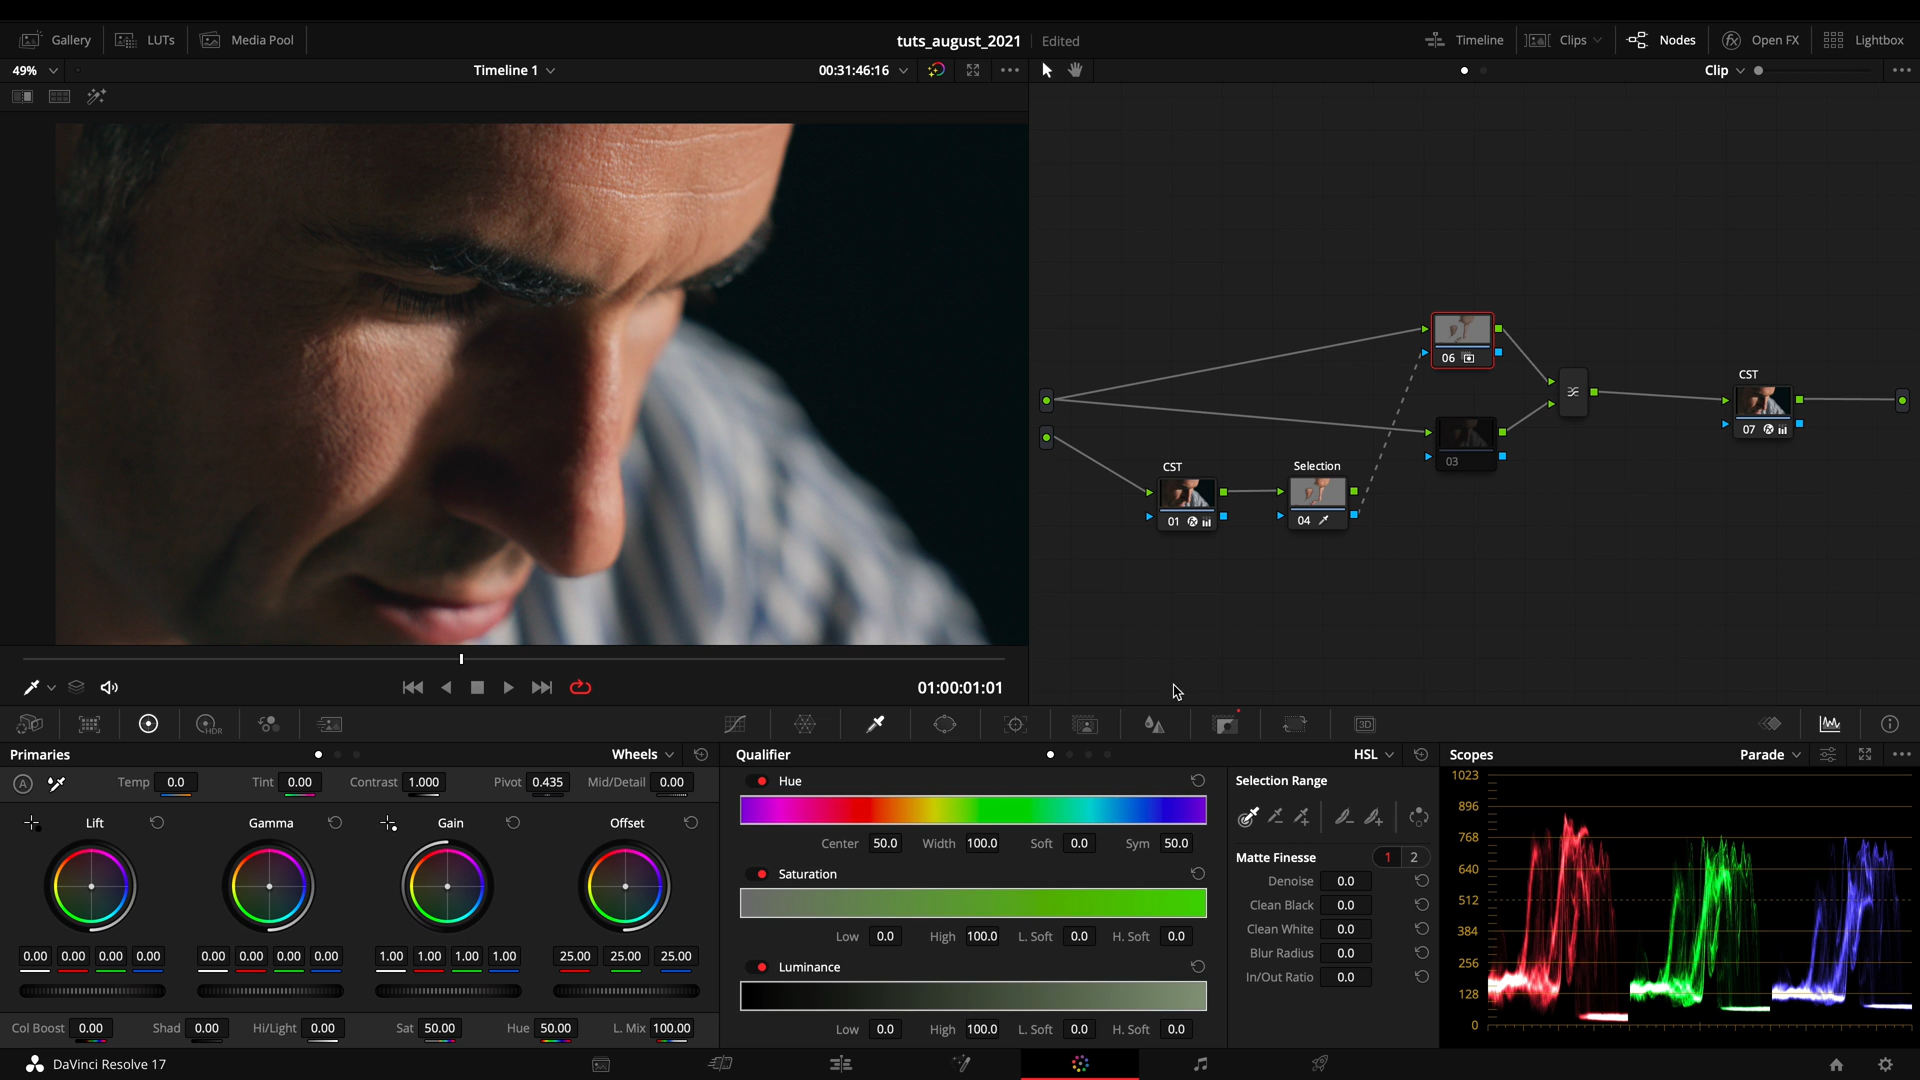 Gallery LUTs Media Pool tuts_august_2021 Edited Timeline Clips Nodes Open FX Lightbox
49% Timeline 1 00:31:46:16 Clip
06
CST
07
03
CST Selection
01 04
01:00:01:01
HDR 3D
Primaries Wheels Qualifier HSL Scopes Parade
A Temp 0.0 Tint 0.00 Contrast 1.000 Pivot 0.435 Mid/Detail 0.00
Lift Gamma Gain Offset
0.00 0.00 0.00 0.00 0.00 0.00 0.00 0.00 1.00 1.00 1.00 1.00 25.00 25.00 25.00
Col Boost 0.00 Shad 0.00 Hi/Light 0.00 Sat 50.00 Hue 50.00 L. Mix 100.00
Hue
Center 50.0 Width 100.0 Soft 0.0 Sym 50.0
Saturation
Low 0.0 High 100.0 L. Soft 0.0 H. Soft 0.0
Luminance
Low 0.0 High 100.0 L. Soft 0.0 H. Soft 0.0
Selection Range
Matte Finesse 1 2
Denoise 0.0
Clean Black 0.0
Clean White 0.0
Blur Radius 0.0
In/Out Ratio 0.0
1023
896
768
640
512
384
256
128
0
DaVinci Resolve 17